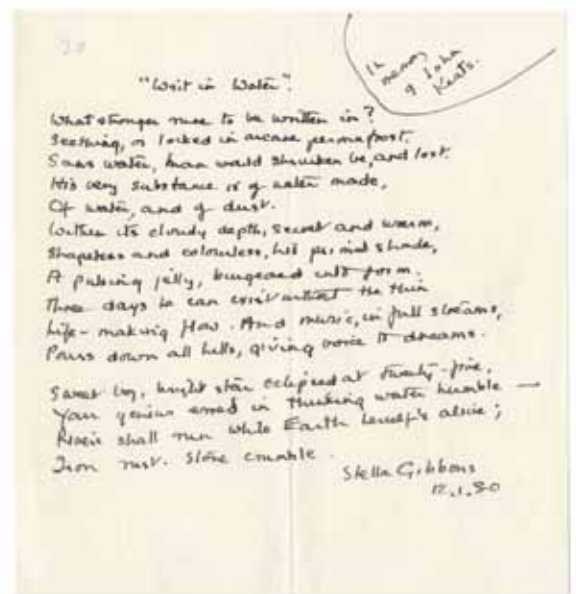 20
In
memory
of John
Keats.
"Writ in Water".
What stronger name to be written in?
Seething, or locked in arcane permafrost.
Sans water, man would shrunken be, and lost.
His very substance is of water made,
Of water, and of dust.
Within its cloudy depth, secret and warm,
Shapeless and colourless, his primal shade,
A pulsing jelly, burgeoned into form.
Three days he can exist without the thin
Life-making flow. And music, in full streams,
Pours down all hills, giving voice to dreams.
Sweet boy, bright star eclipsed at twenty-five,
Your genius erred in thinking water humble —
Rivers shall run while Earth herself's alive;
Iron rust. Stone crumble.
Stella Gibbons
12.1.80